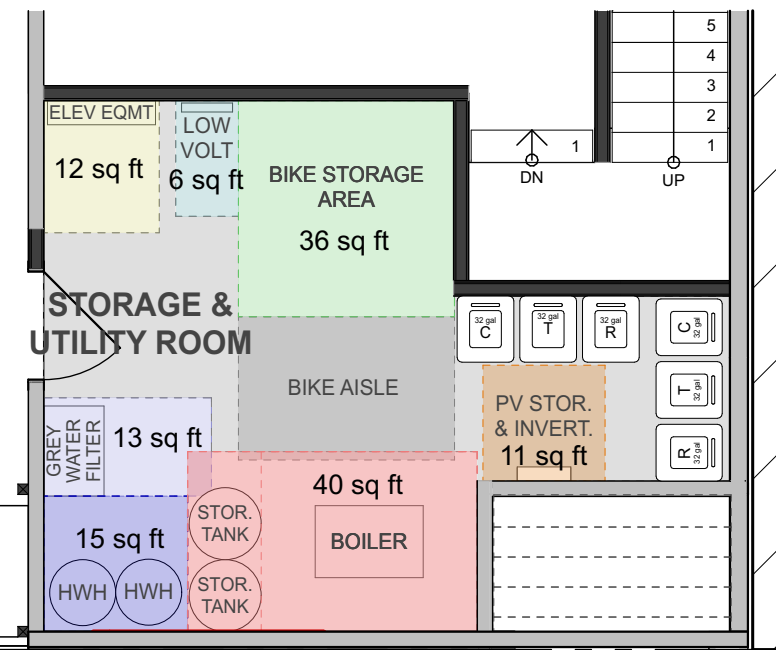 5
4
3
2
1
1
DN
UP
ELEV EQMT
12 sq ft
LOW
VOLT
6 sq ft
BIKE STORAGE
AREA
36 sq ft
STORAGE &
UTILITY ROOM
BIKE AISLE
32 gal
C
32 gal
T
32 gal
R
C
32 gal
T
32 gal
R
32 gal
PV STOR.
& INVERT.
11 sq ft
GREY
WATER
FILTER
13 sq ft
15 sq ft
HWH
HWH
STOR.
TANK
STOR.
TANK
40 sq ft
BOILER